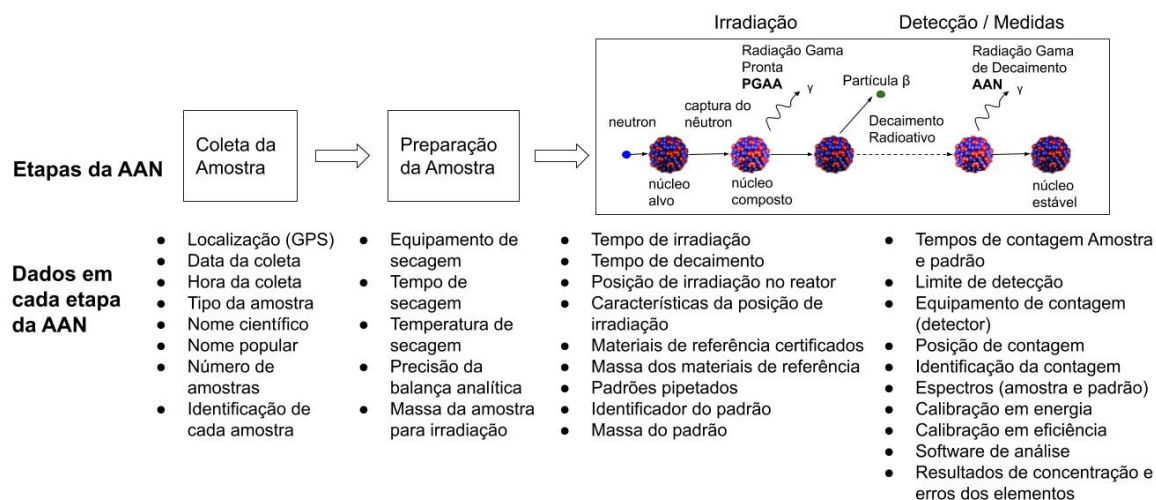 Irradiação
Detecção / Medidas
Radiação Gama
Pronta
PGAA
γ
Partícula β
Radiação Gama
de Decaimento
AAN
γ
neutron
captura do
nêutron
Decaimento
Radioativo
núcleo
alvo
núcleo
composto
núcleo
estável
Etapas da AAN
Coleta da
Amostra
Preparação
da Amostra
Dados em
cada etapa
da AAN
● Localização (GPS)
● Data da coleta
● Hora da coleta
● Tipo da amostra
● Nome científico
● Nome popular
● Número de
amostras
● Identificação de
cada amostra
● Equipamento de
secagem
● Tempo de
secagem
● Temperatura de
secagem
● Precisão da
balança analítica
● Massa da amostra
para irradiação
● Tempo de irradiação
● Tempo de decaimento
● Posição de irradiação no reator
● Características da posição de
irradiação
● Materiais de referência certificados
● Massa dos materiais de referência
● Padrões pipetados
● Identificador do padrão
● Massa do padrão
● Tempos de contagem Amostra
e padrão
● Limite de detecção
● Equipamento de contagem
(detector)
● Posição de contagem
● Identificação da contagem
● Espectros (amostra e padrão)
● Calibração em energia
● Calibração em eficiência
● Software de análise
● Resultados de concentração e
erros dos elementos